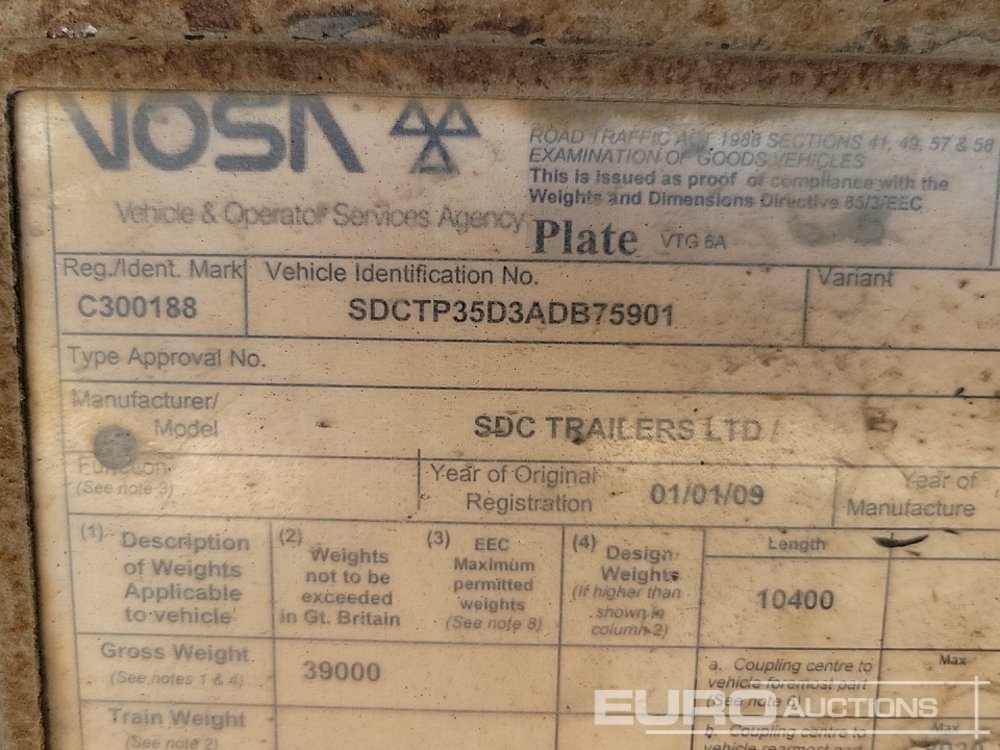 VOSA
ROAD TRAFFIC ACT 1988 SECTIONS 41, 49, 57 & 58
EXAMINATION OF GOODS VEHICLES
This is issued as proof of compliance with the
Weights and Dimensions Directive 85/3/EEC
Vehicle & Operator Services Agency
Plate VTG 6A
Reg./Ident. Mark
Vehicle Identification No.
Variant
C300188
SDCTP35D3ADB75901
Type Approval No.
Manufacturer/
Model
SDC TRAILERS LTD /
Function
(See note 3)
Year of Original
Registration
01/01/09
Year of
Manufacture
(1) Description
of Weights
Applicable
to vehicle
(2) Weights
not to be
exceeded
in Gt. Britain
(3) EEC
Maximum
permitted
weights
(See note 8)
(4) Design
Weights
(If higher than
shown in
column 2)
Length
10400
Gross Weight
(See notes 1 & 4)
39000
a. Coupling centre to
vehicle foremost part
(See note 6)
Max
Train Weight
(See note 2)
b. Coupling centre to
vehicle rearmost part
Max
EURO AUCTIONS